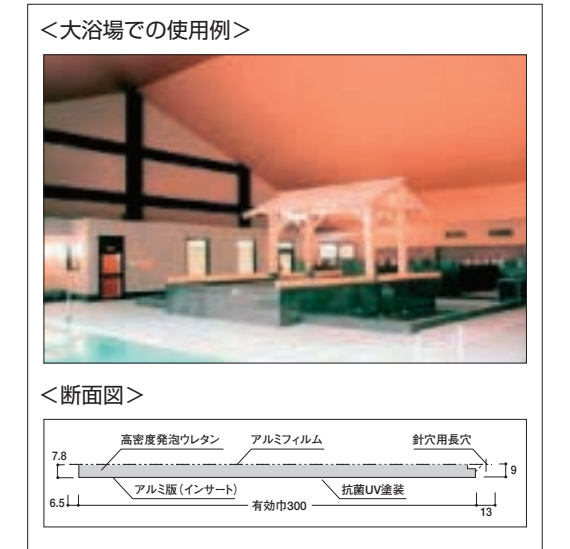 ＜大浴場での使用例＞
＜断面図＞
高密度発泡ウレタン アルミフィルム 針穴用長穴
7.8
9
アルミ版（インサート） 抗菌UV塗装
6.5 有効巾300 13